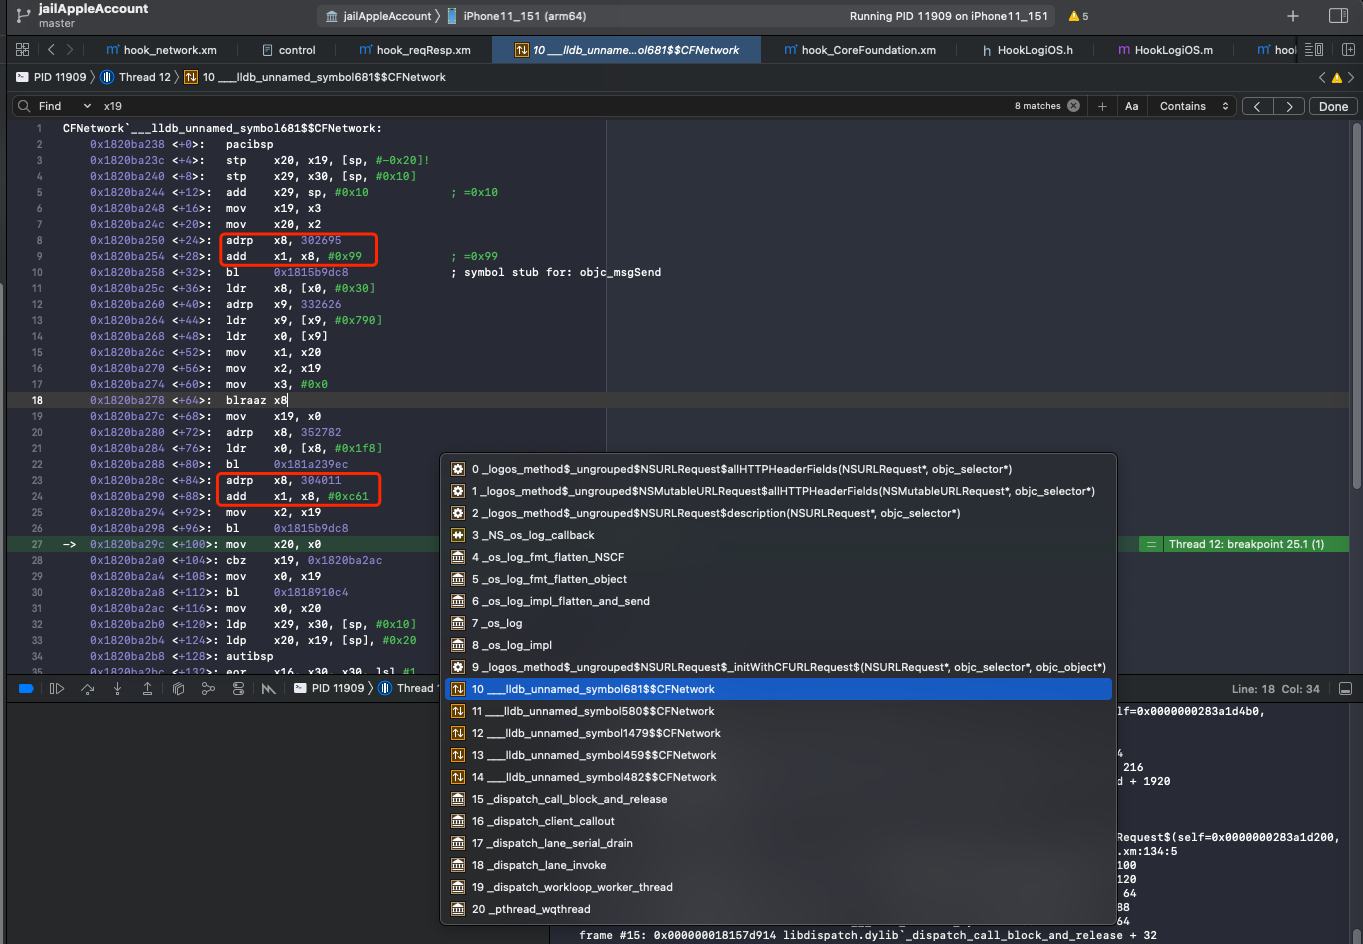 jailAppleAccount
master
jailAppleAccount
iPhone11_151 (arm64)
Running PID 11909 on iPhone11_151
5
hook_network.xm
control
hook_reqResp.xm
10 ___lldb_unname...ol681$$CFNetwork
hook_CoreFoundation.xm
HookLogiOS.h
HookLogiOS.m
hool
PID 11909
Thread 12
10 ___lldb_unnamed_symbol681$$CFNetwork
Find
x19
8 matches
Aa
Contains
Done
1 CFNetwork`___lldb_unnamed_symbol681$$CFNetwork:
2 0x1820ba238 <+0>: pacibsp
3 0x1820ba23c <+4>: stp x20, x19, [sp, #-0x20]!
4 0x1820ba240 <+8>: stp x29, x30, [sp, #0x10]
5 0x1820ba244 <+12>: add x29, sp, #0x10 ; =0x10
6 0x1820ba248 <+16>: mov x19, x3
7 0x1820ba24c <+20>: mov x20, x2
8 0x1820ba250 <+24>: adrp x8, 302695
9 0x1820ba254 <+28>: add x1, x8, #0x99 ; =0x99
10 0x1820ba258 <+32>: bl 0x1815b9dc8 ; symbol stub for: objc_msgSend
11 0x1820ba25c <+36>: ldr x8, [x0, #0x30]
12 0x1820ba260 <+40>: adrp x9, 332626
13 0x1820ba264 <+44>: ldr x9, [x9, #0x790]
14 0x1820ba268 <+48>: ldr x0, [x9]
15 0x1820ba26c <+52>: mov x1, x20
16 0x1820ba270 <+56>: mov x2, x19
17 0x1820ba274 <+60>: mov x3, #0x0
18 0x1820ba278 <+64>: blraaz x8
19 0x1820ba27c <+68>: mov x19, x0
20 0x1820ba280 <+72>: adrp x8, 352782
21 0x1820ba284 <+76>: ldr x0, [x8, #0x1f8]
22 0x1820ba288 <+80>: bl 0x181a239ec
23 0x1820ba28c <+84>: adrp x8, 304011
24 0x1820ba290 <+88>: add x1, x8, #0xc61
25 0x1820ba294 <+92>: mov x2, x19
26 0x1820ba298 <+96>: bl 0x1815b9dc8
27 -> 0x1820ba29c <+100>: mov x20, x0
Thread 12: breakpoint 25.1 (1)
28 0x1820ba2a0 <+104>: cbz x19, 0x1820ba2ac
29 0x1820ba2a4 <+108>: mov x0, x19
30 0x1820ba2a8 <+112>: bl 0x1818910c4
31 0x1820ba2ac <+116>: mov x0, x20
32 0x1820ba2b0 <+120>: ldp x29, x30, [sp, #0x10]
33 0x1820ba2b4 <+124>: ldp x20, x19, [sp], #0x20
34 0x1820ba2b8 <+128>: autibsp
35 0x1820ba2bc <+132>: eor x16, x30, x30, lsl #1
0 _logos_method$_ungrouped$NSURLRequest$allHTTPHeaderFields(NSURLRequest*, objc_selector*)
1 _logos_method$_ungrouped$NSMutableURLRequest$allHTTPHeaderFields(NSMutableURLRequest*, objc_selector*)
2 _logos_method$_ungrouped$NSURLRequest$description(NSURLRequest*, objc_selector*)
3 _NS_os_log_callback
4 _os_log_fmt_flatten_NSCF
5 _os_log_fmt_flatten_object
6 _os_log_impl_flatten_and_send
7 _os_log
8 _os_log_impl
9 _logos_method$_ungrouped$NSURLRequest$_initWithCFURLRequest$(NSURLRequest*, objc_selector*, objc_object*)
10 ___lldb_unnamed_symbol681$$CFNetwork
11 ___lldb_unnamed_symbol580$$CFNetwork
12 ___lldb_unnamed_symbol1479$$CFNetwork
13 ___lldb_unnamed_symbol459$$CFNetwork
14 ___lldb_unnamed_symbol482$$CFNetwork
15 _dispatch_call_block_and_release
16 _dispatch_client_callout
17 _dispatch_lane_serial_drain
18 _dispatch_lane_invoke
19 _dispatch_workloop_worker_thread
20 _pthread_wqthread
PID 11909
Thread
Line: 18 Col: 34
lf=0x0000000283a1d4b0,
4
216
d + 1920
Request$(self=0x0000000283a1d200,
.xm:134:5
100
120
64
88
64
frame #15: 0x000000018157d914 libdispatch.dylib`_dispatch_call_block_and_release + 32